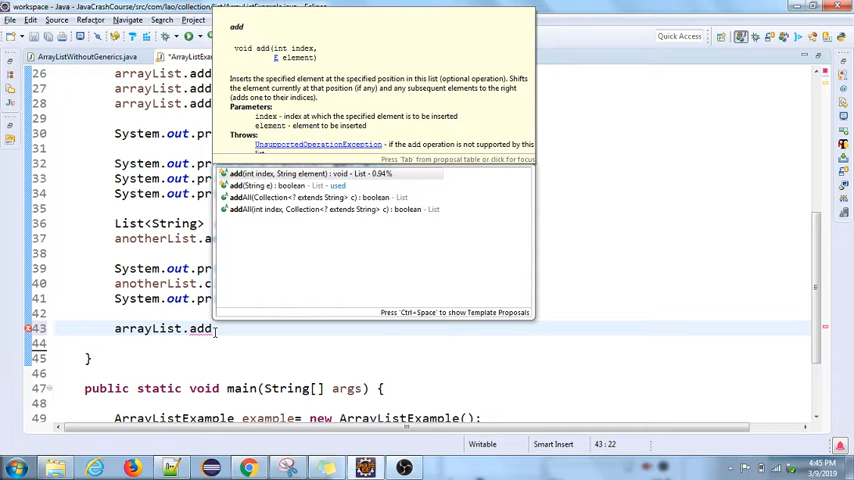 workspace - Java - JavaCrashCourse/src/com/lao/collection/list/ArrayListExample.java - Eclipse
File Edit Source Refactor Navigate Search Project
Quick Access
ArrayListWithoutGenerics.java
*ArrayListExa
add
void add(int index,
E element)
Inserts the specified element at the specified position in this list (optional operation). Shifts
the element currently at that position (if any) and any subsequent elements to the right
(adds one to their indices).
Parameters:
index - index at which the specified element is to be inserted
element - element to be inserted
Throws:
UnsupportedOperationException - if the add operation is not supported by this
Press 'Tab' from proposal table or click for focus
add(int index, String element) : void - List - 0.94%
add(String e) : boolean - List - used
addAll(Collection<? extends String> c) : boolean - List
addAll(int index, Collection<? extends String> c) : boolean - List
Press 'Ctrl+Space' to show Template Proposals
26 arrayList.add
27 arrayList.add
28 arrayList.add
29
30 System.out.pr
31
32 System.out.pr
33 System.out.pr
34 System.out.pr
35
36 List<String>
37 anotherList.a
38
39 System.out.pr
40 anotherList.c
41 System.out.pr
42
43 arrayList.add
44
45 }
46
47 public static void main(String[] args) {
48
49 ArrayListExample example= new ArrayListExample();
Writable Smart Insert 43 : 22
4:45 PM
3/9/2019